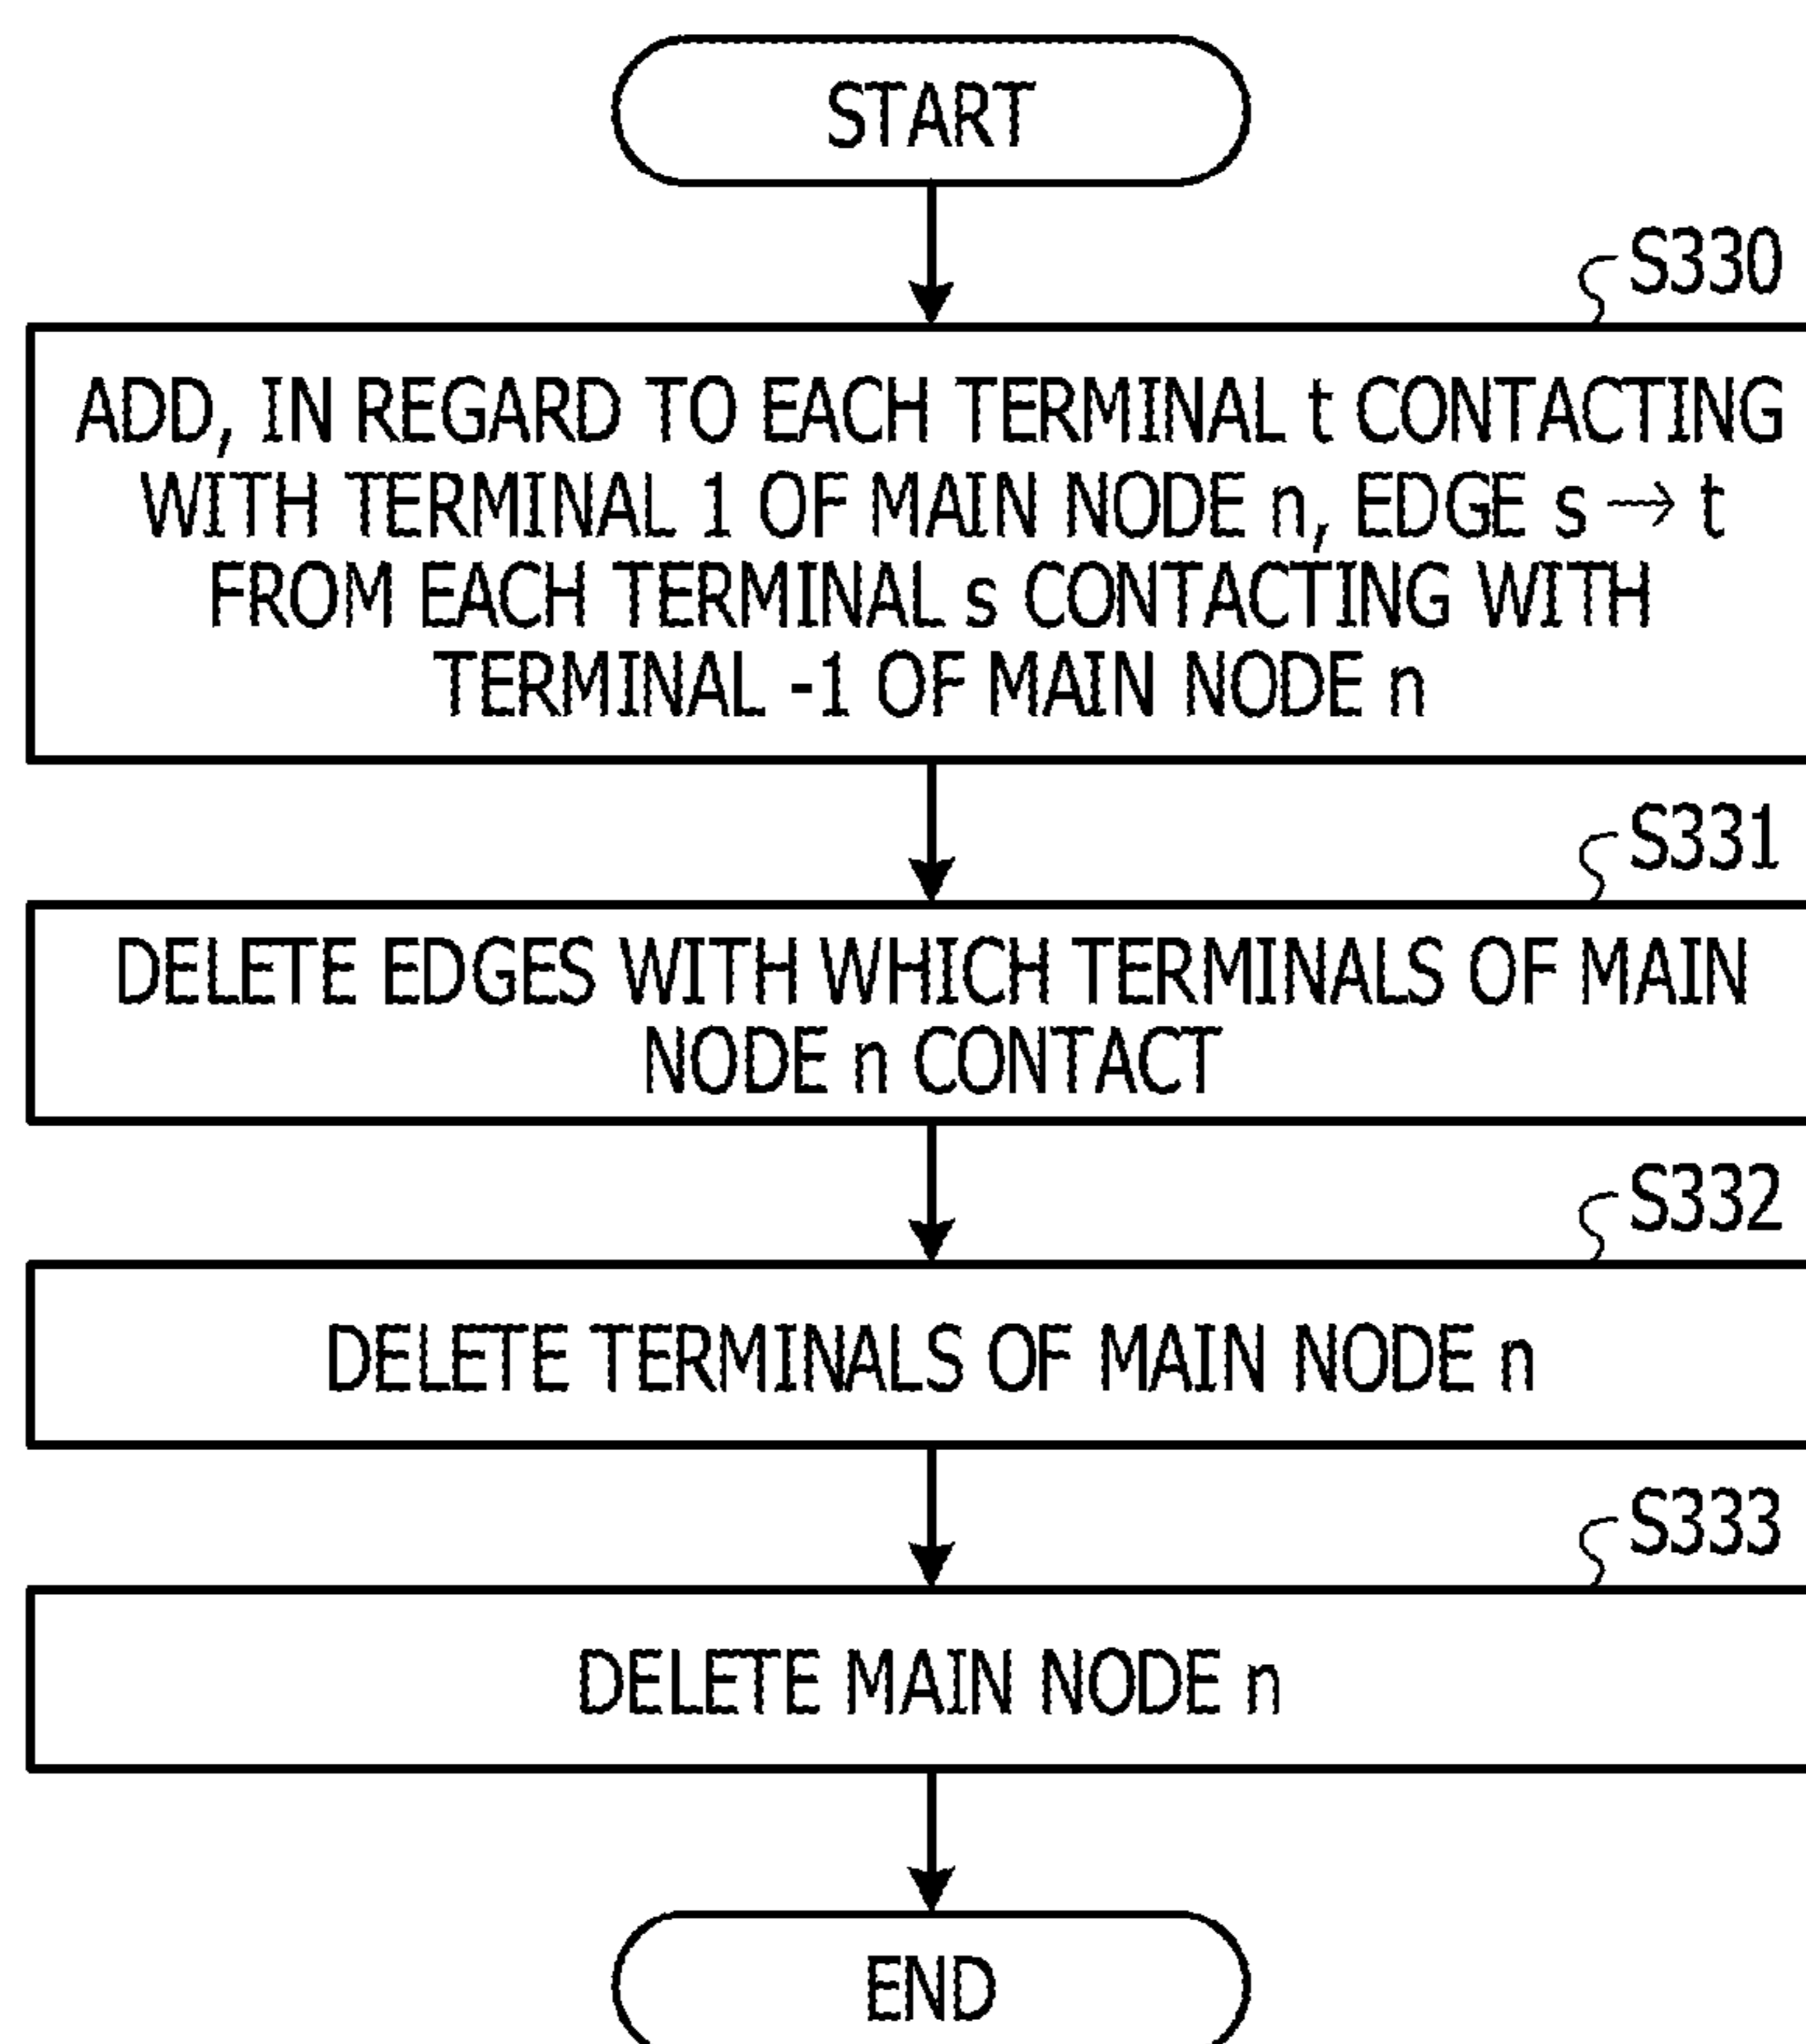 START
S330
ADD, IN REGARD TO EACH TERMINAL t CONTACTING
WITH TERMINAL 1 OF MAIN NODE n, EDGE s → t
FROM EACH TERMINAL s CONTACTING WITH
TERMINAL -1 OF MAIN NODE n
S331
DELETE EDGES WITH WHICH TERMINALS OF MAIN
NODE n CONTACT
S332
DELETE TERMINALS OF MAIN NODE n
S333
DELETE MAIN NODE n
END